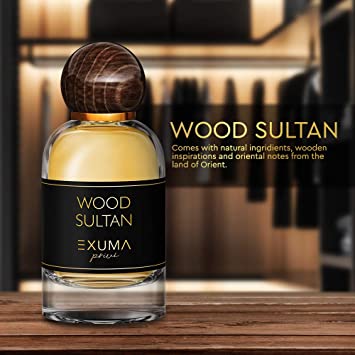 WOOD SULTAN
Comes with natural ingridients, wooden
inspirations and oriental notes from the
land of Orient.
WOOD
SULTAN
EXUMA
privé